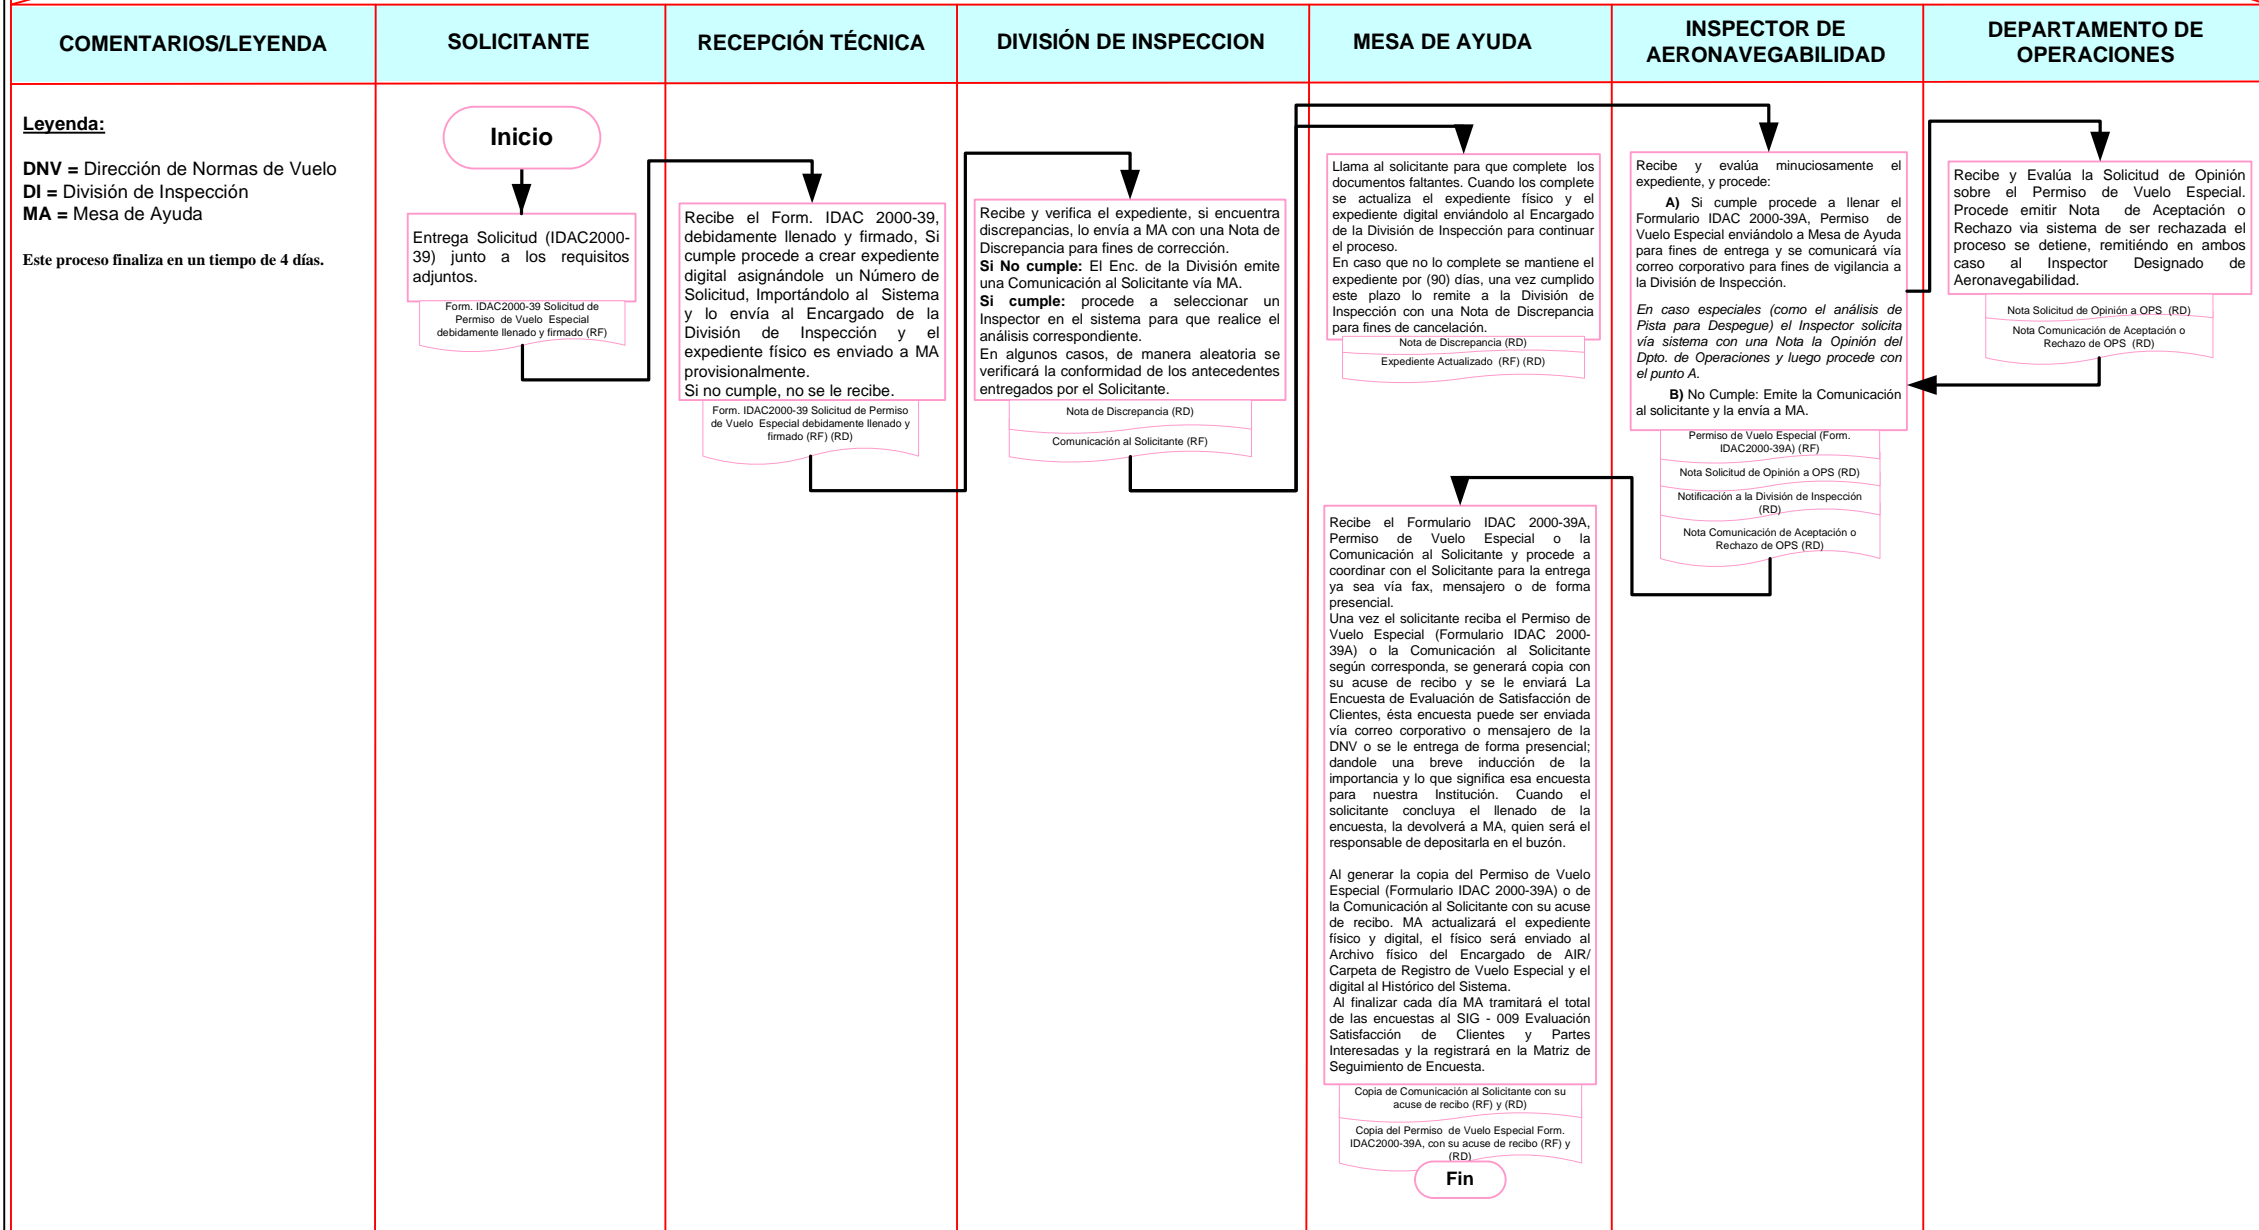 COMENTARIOS/LEYENDA
SOLICITANTE
RECEPCIÓN TÉCNICA
DIVISIÓN DE INSPECCION
MESA DE AYUDA
INSPECTOR DE
AERONAVEGABILIDAD
DEPARTAMENTO DE
OPERACIONES
Leyenda:
DNV = Dirección de Normas de Vuelo
DI = División de Inspección
MA = Mesa de Ayuda
Este proceso finaliza en un tiempo de 4 días.
Inicio
Entrega Solicitud (IDAC2000-
39) junto a los requisitos
adjuntos.
Form. IDAC2000-39 Solicitud de
Permiso de Vuelo Especial
debidamente llenado y firmado (RF)
Recibe el Form. IDAC 2000-39,
debidamente llenado y firmado, Si
cumple procede a crear expediente
digital asignándole un Número de
Solicitud, Importándolo al Sistema
y lo envía al Encargado de la
División de Inspección y el
expediente físico es enviado a MA
provisionalmente.
Si no cumple, no se le recibe.
Form. IDAC2000-39 Solicitud de Permiso
de Vuelo Especial debidamente llenado y
firmado (RF) (RD)
Recibe y verifica el expediente, si encuentra
discrepancias, lo envía a MA con una Nota de
Discrepancia para fines de corrección.
Si No cumple: El Enc. de la División emite
una Comunicación al Solicitante vía MA.
Si cumple: procede a seleccionar un
Inspector en el sistema para que realice el
análisis correspondiente.
En algunos casos, de manera aleatoria se
verificará la conformidad de los antecedentes
entregados por el Solicitante.
Nota de Discrepancia (RD)
Comunicación al Solicitante (RF)
Llama al solicitante para que complete los
documentos faltantes. Cuando los complete
se actualiza el expediente físico y el
expediente digital enviándolo al Encargado
de la División de Inspección para continuar
el proceso.
En caso que no lo complete se mantiene el
expediente por (90) días, una vez cumplido
este plazo lo remite a la División de
Inspección con una Nota de Discrepancia
para fines de cancelación.
Nota de Discrepancia (RD)
Expediente Actualizado (RF) (RD)
Recibe y evalúa minuciosamente el
expediente, y procede:
A) Si cumple procede a llenar el
Formulario IDAC 2000-39A, Permiso de
Vuelo Especial enviándolo a Mesa de Ayuda
para fines de entrega y se comunicará vía
correo corporativo para fines de vigilancia a
la División de Inspección.
En caso especiales (como el análisis de
Pista para Despegue) el Inspector solicita
vía sistema con una Nota la Opinión del
Dpto. de Operaciones y luego procede con
el punto A.
B) No Cumple: Emite la Comunicación
al solicitante y la envía a MA.
Permiso de Vuelo Especial (Form.
IDAC2000-39A) (RF)
Nota Solicitud de Opinión a OPS (RD)
Notificación a la División de Inspección
(RD)
Nota Comunicación de Aceptación o
Rechazo de OPS (RD)
Recibe y Evalúa la Solicitud de Opinión
sobre el Permiso de Vuelo Especial.
Procede emitir Nota de Aceptación o
Rechazo via sistema de ser rechazada el
proceso se detiene, remitiéndo en ambos
caso al Inspector Designado de
Aeronavegabilidad.
Nota Solicitud de Opinión a OPS (RD)
Nota Comunicación de Aceptación o
Rechazo de OPS (RD)
Recibe el Formulario IDAC 2000-39A,
Permiso de Vuelo Especial o la
Comunicación al Solicitante y procede a
coordinar con el Solicitante para la entrega
ya sea vía fax, mensajero o de forma
presencial.
Una vez el solicitante reciba el Permiso de
Vuelo Especial (Formulario IDAC 2000-
39A) o la Comunicación al Solicitante
según corresponda, se generará copia con
su acuse de recibo y se le enviará La
Encuesta de Evaluación de Satisfacción de
Clientes, ésta encuesta puede ser enviada
vía correo corporativo o mensajero de la
DNV o se le entrega de forma presencial;
dandole una breve inducción de la
importancia y lo que significa esa encuesta
para nuestra Institución. Cuando el
solicitante concluya el llenado de la
encuesta, la devolverá a MA, quien será el
responsable de depositarla en el buzón.
Al generar la copia del Permiso de Vuelo
Especial (Formulario IDAC 2000-39A) o de
la Comunicación al Solicitante con su acuse
de recibo. MA actualizará el expediente
físico y digital, el físico será enviado al
Archivo físico del Encargado de AIR/
Carpeta de Registro de Vuelo Especial y el
digital al Histórico del Sistema.
Al finalizar cada día MA tramitará el total
de las encuestas al SIG - 009 Evaluación
Satisfacción de Clientes y Partes
Interesadas y la registrará en la Matriz de
Seguimiento de Encuesta.
Copia de Comunicación al Solicitante con su
acuse de recibo (RF) y (RD)
Copia del Permiso de Vuelo Especial Form.
IDAC2000-39A, con su acuse de recibo (RF) y
(RD)
Fin